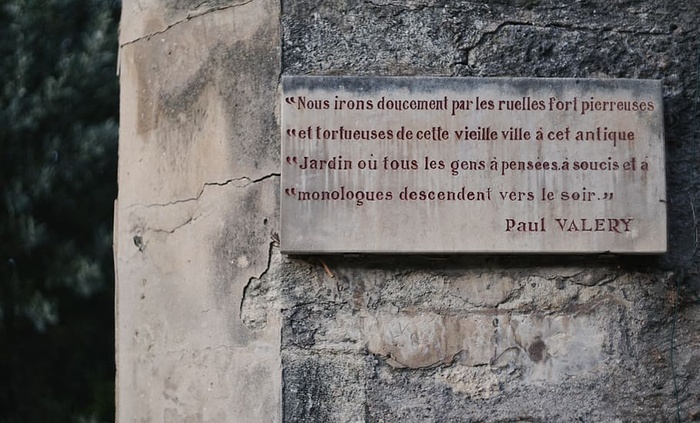 “Nous irons doucement par les ruelles fort pierreuses
“et tortueuses de cette vieille ville à cet antique
“Jardin où tous les gens à pensées.à soucis et à
“monologues descendent vers le soir.„
Paul VALERY